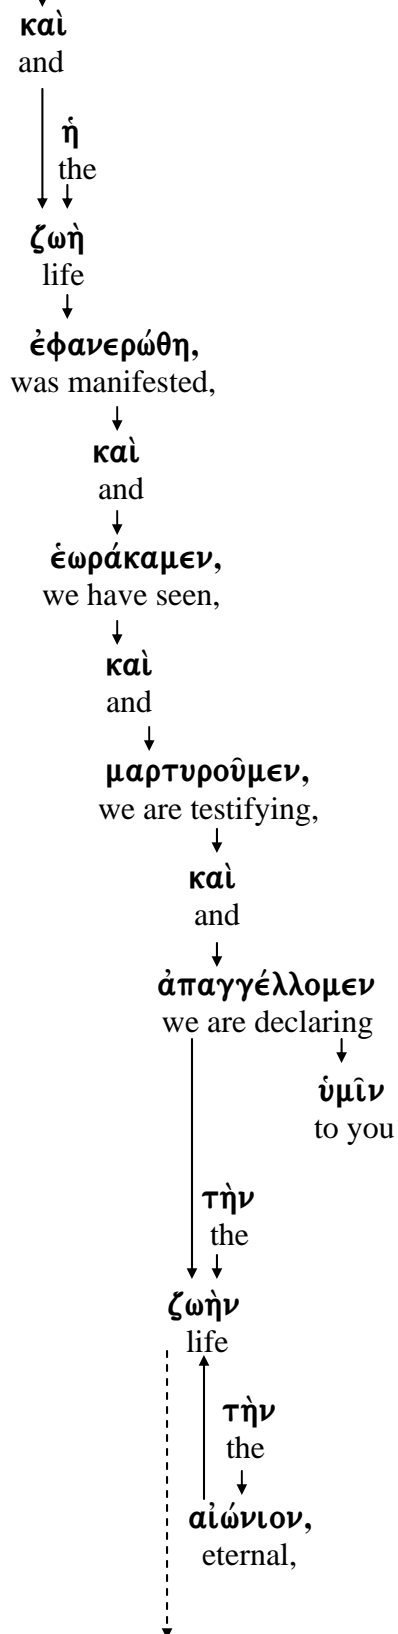 καὶ
and
ἡ
the
ζωὴ
life
ἐφανερώθη,
was manifested,
καὶ
and
ἑωράκαμεν,
we have seen,
καὶ
and
μαρτυροῦμεν,
we are testifying,
καὶ
and
ἀπαγγέλλομεν
we are declaring
ὑμῖν
to you
τὴν
the
ζωὴν
life
τὴν
the
αἰώνιον,
eternal,